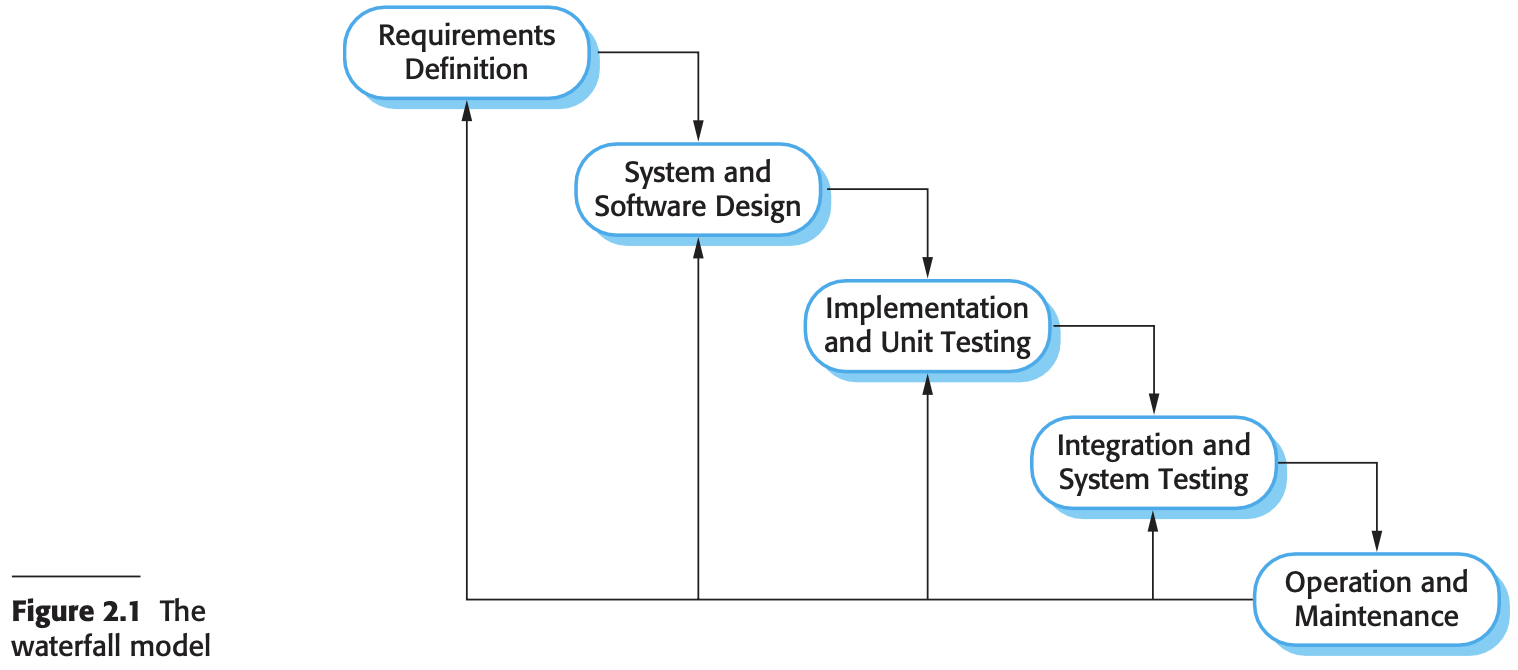 Requirements
Definition
System and
Software Design
Implementation
and Unit Testing
Integration and
System Testing
Operation and
Maintenance
Figure 2.1 The
waterfall model